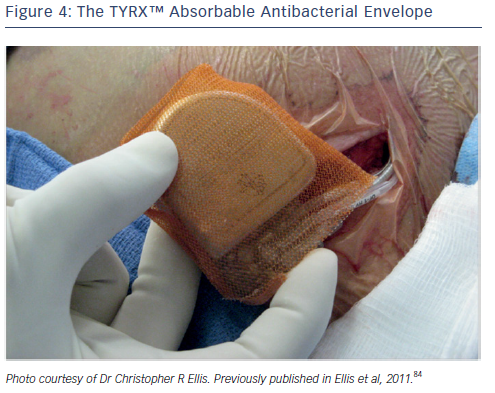 Figure 4: The TYRX™ Absorbable Antibacterial Envelope
Photo courtesy of Dr Christopher R Ellis. Previously published in Ellis et al, 2011.84